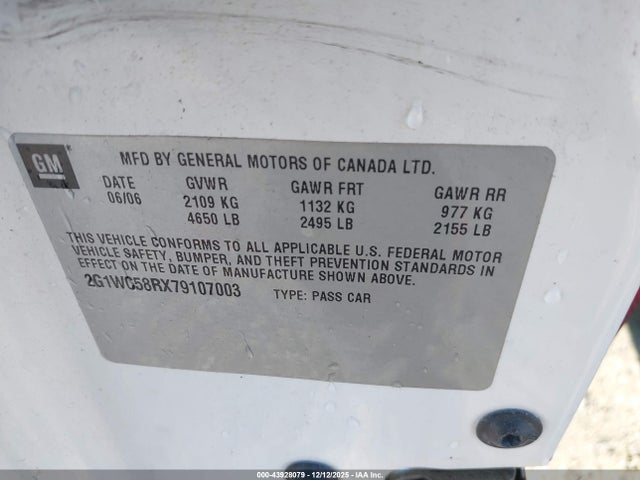 GM
MFD BY GENERAL MOTORS OF CANADA LTD.
DATE GVWR GAWR FRT GAWR RR
06/06 2109 KG 1132 KG 977 KG
4650 LB 2495 LB 2155 LB
THIS VEHICLE CONFORMS TO ALL APPLICABLE U.S. FEDERAL MOTOR
VEHICLE SAFETY, BUMPER, AND THEFT PREVENTION STANDARDS IN
EFFECT ON THE DATE OF MANUFACTURE SHOWN ABOVE.
2G1WC58RX79107003 TYPE: PASS CAR
000-43928079 - 12/12/2025 - IAA Inc.